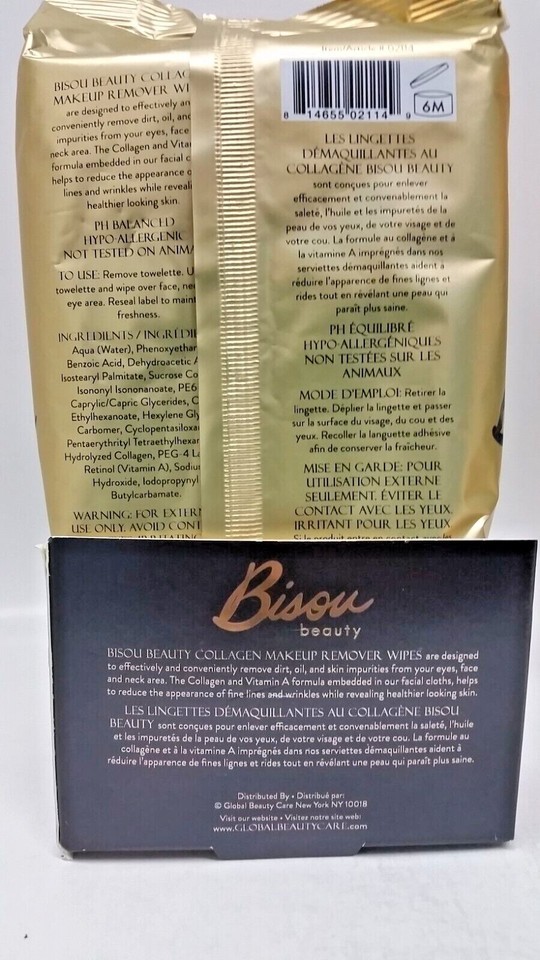 BISOU BEAUTY COLLAG
MAKEUP REMOVER WI
are designed to effectively an
conveniently remove dirt, oil, and
impurities from your eyes, face
neck area. The Collagen and Vita
formula embedded in our facial c
helps to reduce the appearance o
lines and wrinkles while reveali
healthier looking skin.
PH BALANCED
HYPO-ALLERGENIC
NOT TESTED ON ANIMA
TO USE: Remove towelette. U
towelette and wipe over face, nec
eye area. Reseal label to maint
freshness.
INGREDIENTS / INGRÉDIE
Aqua (Water), Phenoxyethan
Benzoic Acid, Dehydroacetic A
Isostearyl Palmitate, Sucrose Co
Isononyl Isononanoate, PE6
Caprylic/Capric Glycerides, C
Ethylhexanoate, Hexylene Gly
Carbomer, Cyclopentasiloxan
Pentaerythrityl Tetraethylhexan
Hydrolyzed Collagen, PEG-4 La
Retinol (Vitamin A), Sodiu
Hydroxide, Iodopropynyl
Butylcarbamate.
WARNING: FOR EXTERN
USE ONLY. AVOID CONT
8 14655 02114 9
6M
LES LINGETTES
DÉMAQUILLANTES AU
COLLAGÈNE BISOU BEAUTY
sont conçues pour enlever
efficacement et convenablement la
saleté, l'huile et les impuretés de la
peau de vos yeux, de votre visage et de
votre cou. La formule au collagène et à
la vitamine A imprégnés dans nos
serviettes démaquillantes aident à
réduire l'apparence de fines lignes et
rides tout en révélant une peau qui
paraît plus saine.
PH ÉQUILIBRÉ
HYPO-ALLERGÉNIQUES
NON TESTÉES SUR LES
ANIMAUX
MODE D'EMPLOI: Retirer la
lingette. Déplier la lingette et passer
sur la surface du visage, du cou et des
yeux. Recoller la languette adhésive
afin de conserver la fraîcheur.
MISE EN GARDE: POUR
UTILISATION EXTERNE
SEULEMENT. ÉVITER LE
CONTACT AVEC LES YEUX.
IRRITANT POUR LES YEUX
Bisou
beauty
BISOU BEAUTY COLLAGEN MAKEUP REMOVER WIPES are designed
to effectively and conveniently remove dirt, oil, and skin impurities from your eyes, face
and neck area. The Collagen and Vitamin A formula embedded in our facial cloths, helps
to reduce the appearance of fine lines and wrinkles while revealing healthier looking skin.
LES LINGETTES DÉMAQUILLANTES AU COLLAGÈNE BISOU
BEAUTY sont conçues pour enlever efficacement et convenablement la saleté, l'huile
et les impuretés de la peau de vos yeux, de votre visage et de votre cou. La formule au
collagène et à la vitamine A imprégnés dans nos serviettes démaquillantes aident à
réduire l'apparence de fines lignes et rides tout en révélant une peau qui paraît plus saine.
Distributed By • Distribué par:
© Global Beauty Care New York NY 10018
Visit our website • Visitez notre site web:
www.GLOBALBEAUTYCARE.com